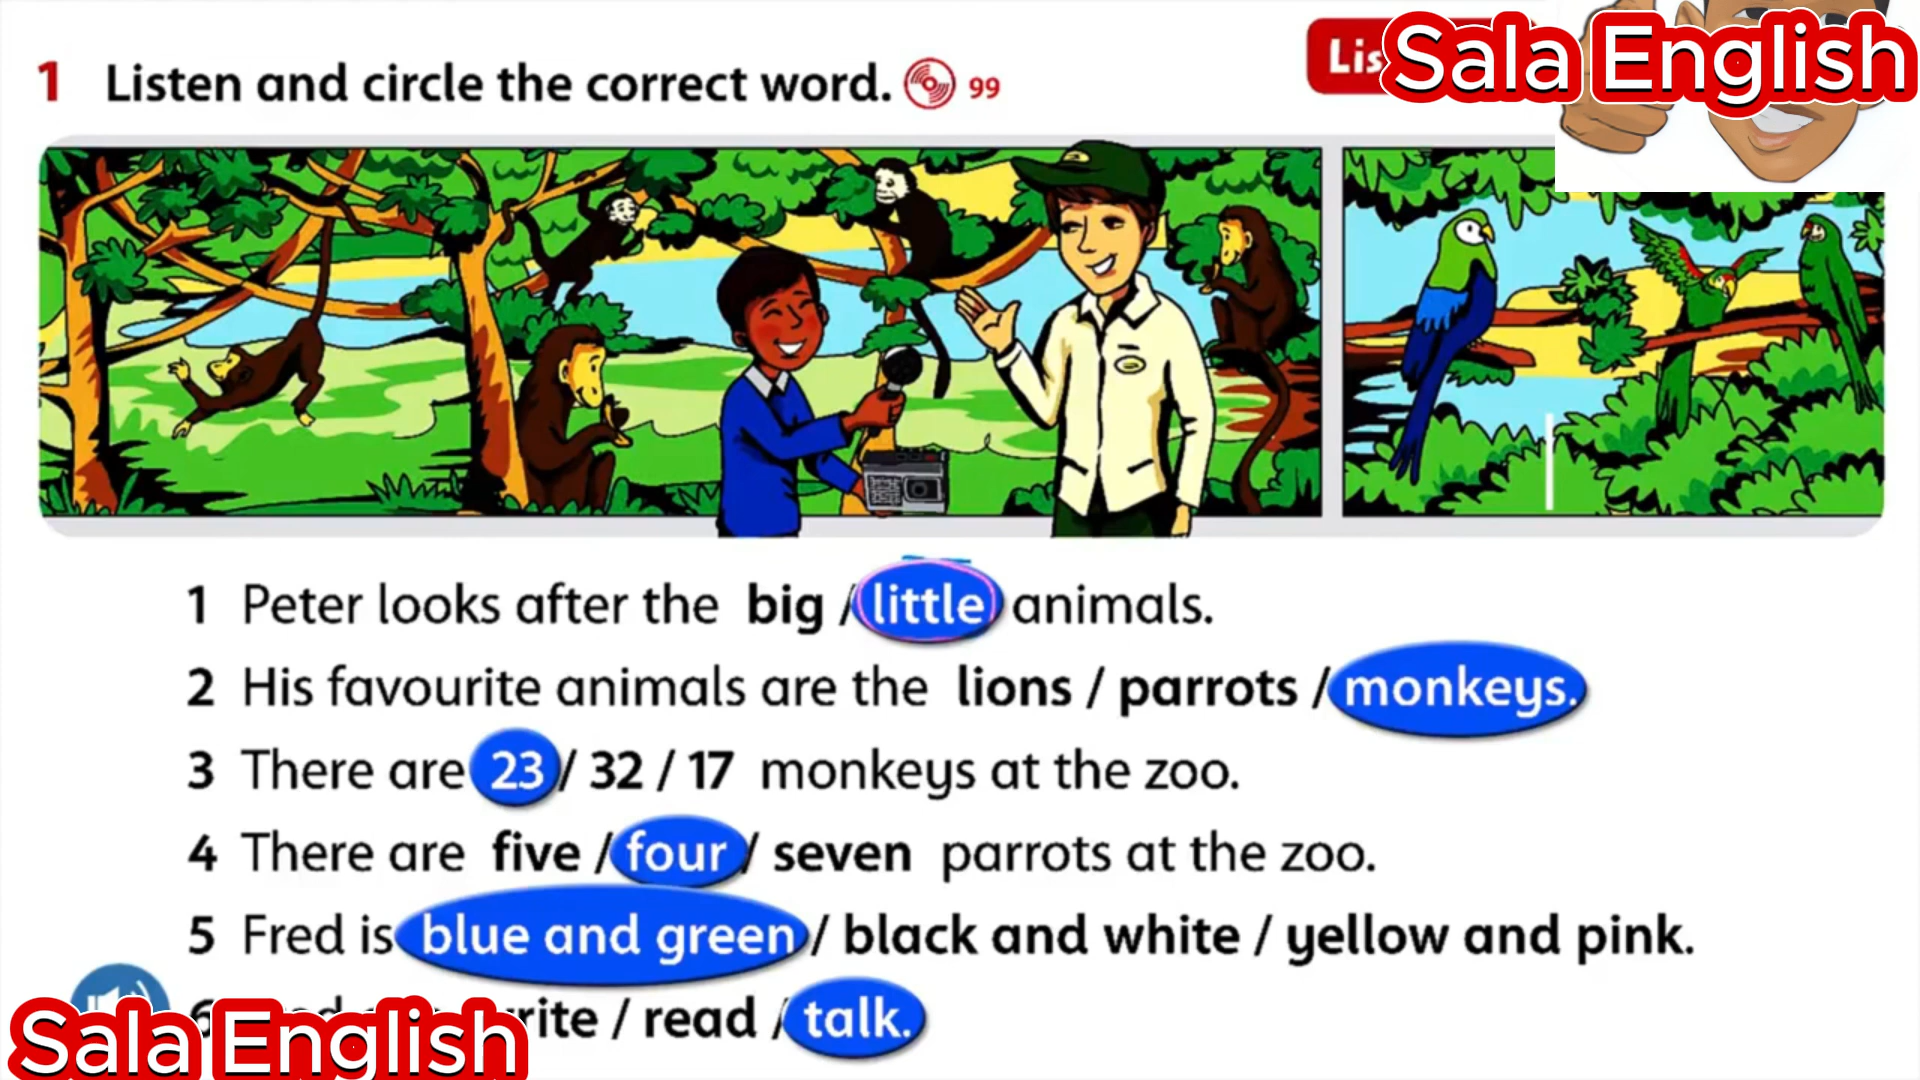 1 Listen and circle the correct word. 99
Sala English
1 Peter looks after the big / little animals.
2 His favourite animals are the lions / parrots / monkeys.
3 There are 23 / 32 / 17 monkeys at the zoo.
4 There are five / four / seven parrots at the zoo.
5 Fred is blue and green / black and white / yellow and pink.
/ read / talk.
Sala English